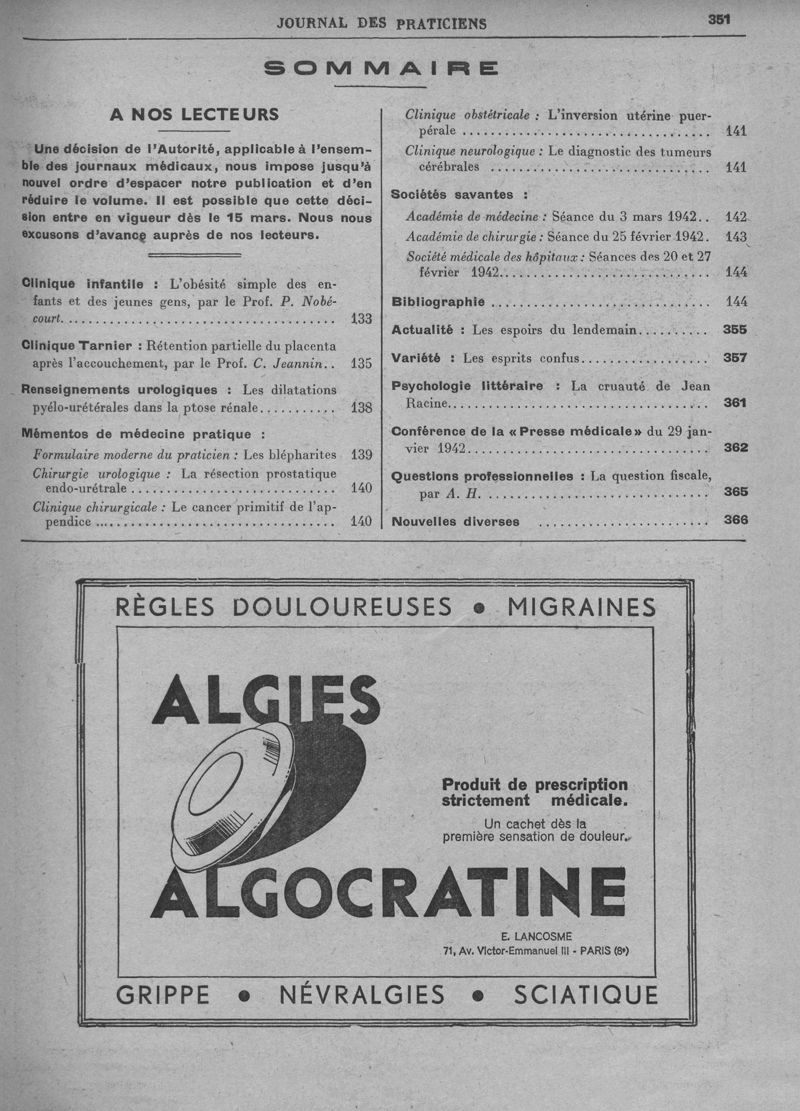 JOURNAL DES PRATICIENS 351
SOMMAIRE
A NOS LECTEURS
Une décision de l'Autorité, applicable à l'ensem-
ble des journaux médicaux, nous impose jusqu'à
nouvel ordre d'espacer notre publication et d'en
réduire le volume. Il est possible que cette déci-
sion entre en vigueur dès le 15 mars. Nous nous
excusons d'avance auprès de nos lecteurs.
Clinique infantile : L'obésité simple des en-
fants et des jeunes gens, par le Prof. P. Nobé-
court. .................................... 133
Clinique Tarnier : Rétention partielle du placenta
après l'accouchement, par le Prof. C. Jeannin.. 135
Renseignements urologiques : Les dilatations
pyélo-urétérales dans la ptose rénale........... 138
Mémentos de médecine pratique :
Formulaire moderne du praticien : Les blépharites 139
Chirurgie urologique : La résection prostatique
endo-urétrale ........................... 140
Clinique chirurgicale : Le cancer primitif de l'ap-
pendice ................................ 140
Clinique obstétricale : L'inversion utérine puer-
pérale ................................. 141
Clinique neurologique : Le diagnostic des tumeurs
cérébrales ............................. 141
Sociétés savantes :
Académie de médecine : Séance du 3 mars 1942.. 142
Académie de chirurgie : Séance du 25 février 1942. 143
Société médicale des hôpitaux : Séances des 20 et 27
février 1942............................ 144
Bibliographie ............................. 144
Actualité : Les espoirs du lendemain.......... 355
Variété : Les esprits confus................. 357
Psychologie littéraire : La cruauté de Jean
Racine.................................. 361
Conférence de la « Presse médicale » du 29 jan-
vier 1942................................ 362
Questions professionnelles : La question fiscale,
par A. H. ............................. 365
Nouvelles diverses ....................... 366
RÈGLES DOULOUREUSES • MIGRAINES
ALGIES
Produit de prescription
strictement médicale.
Un cachet dès la
première sensation de douleur.
ALGOCRATINE
E. LANCOSME
71, Av. Victor-Emmanuel III - PARIS (8e)
GRIPPE • NÉVRALGIES • SCIATIQUE